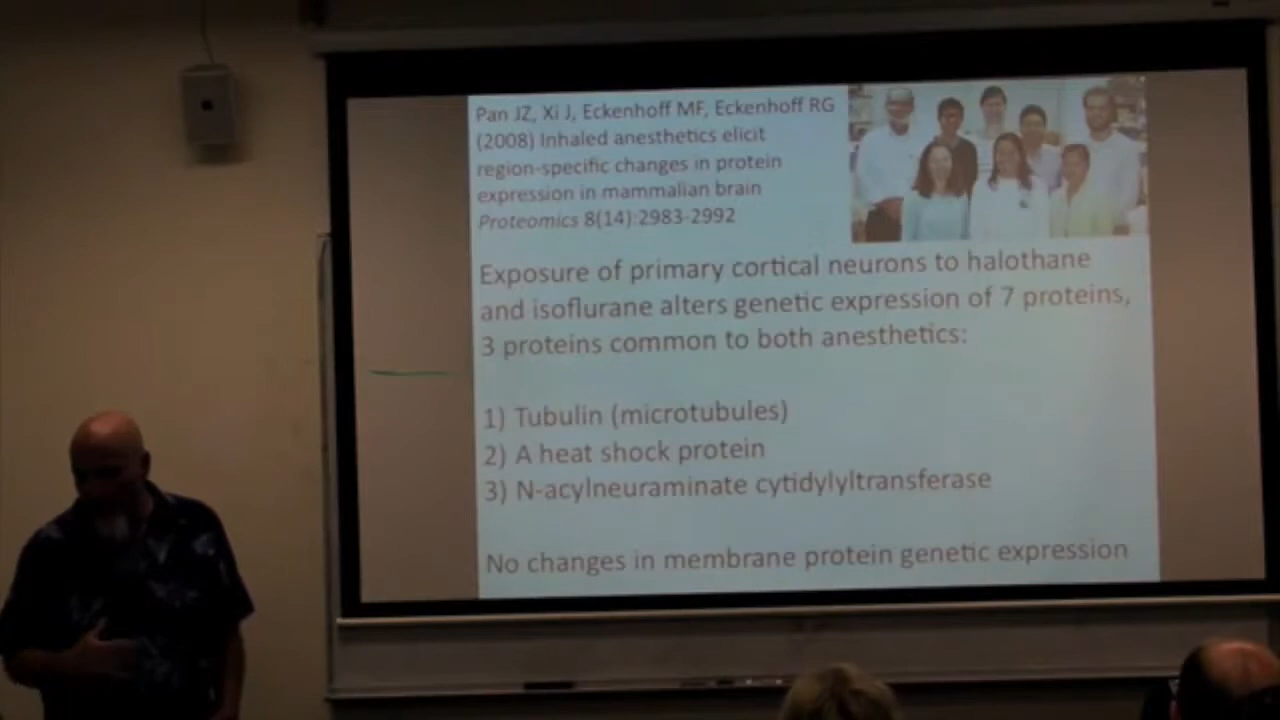 Pan JZ, Xi J, Eckenhoff MF, Eckenhoff RG
(2008) Inhaled anesthetics elicit
region-specific changes in protein
expression in mammalian brain
Proteomics 8(14):2983-2992
Exposure of primary cortical neurons to halothane
and isoflurane alters genetic expression of 7 proteins,
3 proteins common to both anesthetics:
1) Tubulin (microtubules)
2) A heat shock protein
3) N-acylneuraminate cytidylyltransferase
No changes in membrane protein genetic expression